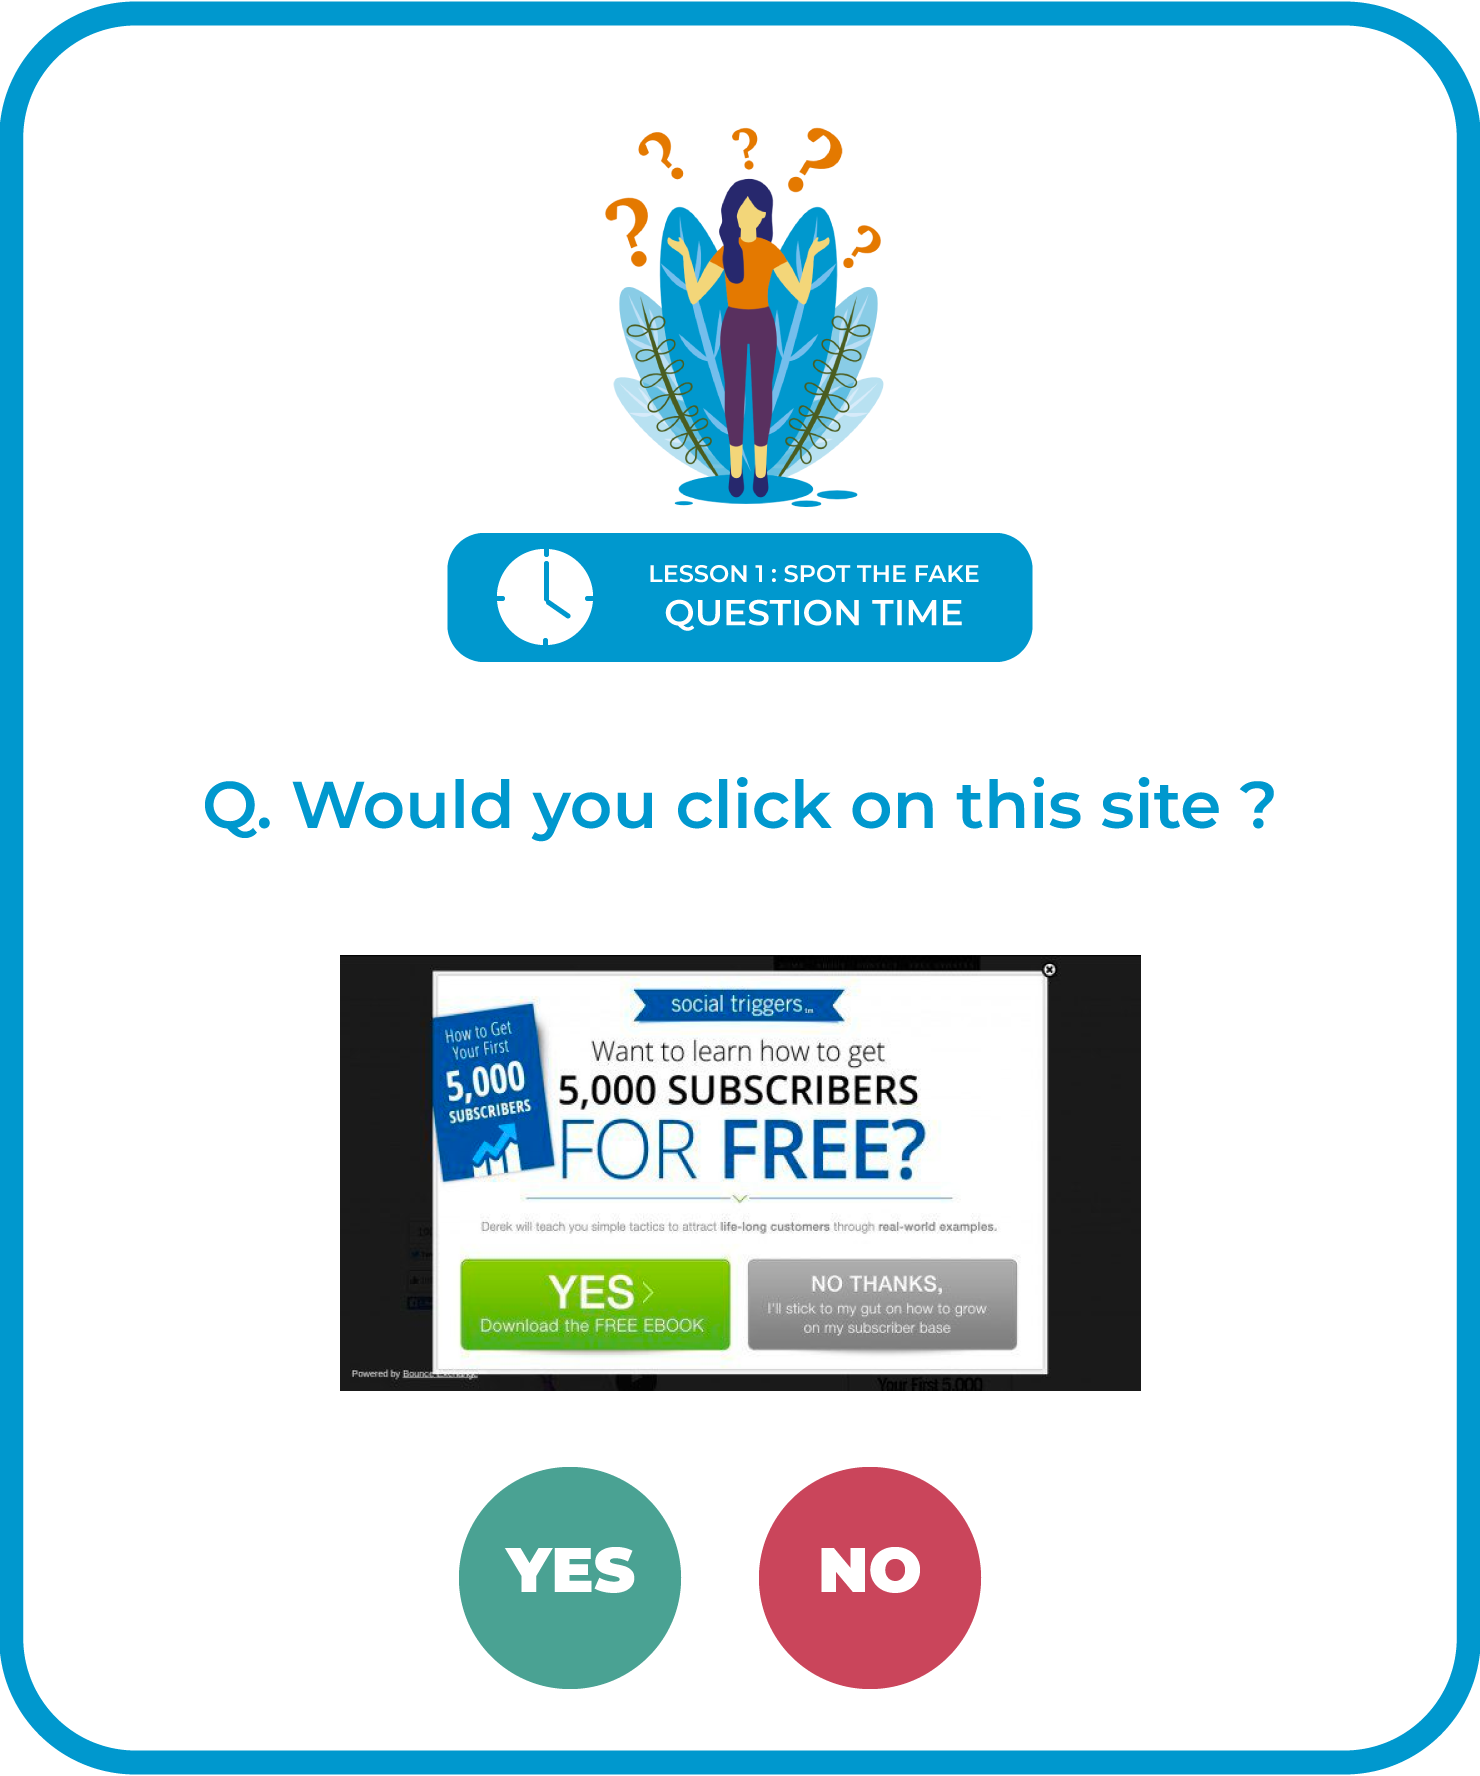 LESSON 1 : SPOT THE FAKE
QUESTION TIME
Q. Would you click on this site ?
social triggers tm
How to Get
Your First
5,000
SUBSCRIBERS
Want to learn how to get
5,000 SUBSCRIBERS
FOR FREE?
Derek will teach you simple tactics to attract life-long customers through real-world examples.
YES >
Download the FREE EBOOK
NO THANKS,
I'll stick to my gut on how to grow
on my subscriber base
Powered by Bounce Exchange
Your First 5,000
YES
NO